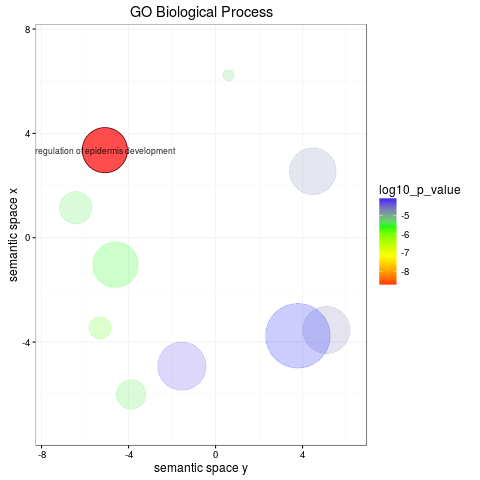 GO Biological Process
8
4
0
-4
-8
-4
0
4
semantic space x
semantic space y
regulation of epidermis development
log10_p_value
-5
-6
-7
-8